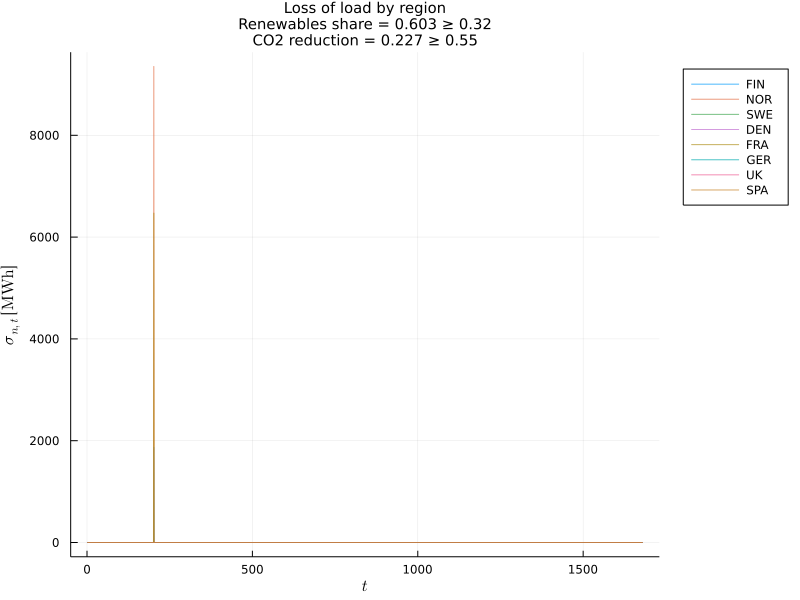 Loss of load by region
Renewables share = 0.603 ≥ 0.32
CO2 reduction = 0.227 ≥ 0.55
FIN
NOR
SWE
DEN
FRA
GER
UK
SPA
8000
6000
4000
2000
0
σn,t [MWh]
0 500 1000 1500
t